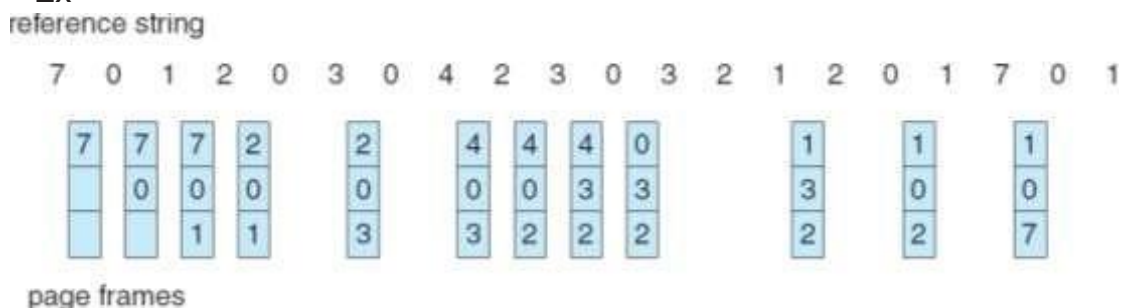 Ex
reference string
7 0 1 2 0 3 0 4 2 3 0 3 2 1 2 0 1 7 0 1
7 7 7 2 2 4 4 4 0 1 1 1
0 0 0 0 0 0 3 3 3 0 0
1 1 3 3 2 2 2 2 2 7
page frames